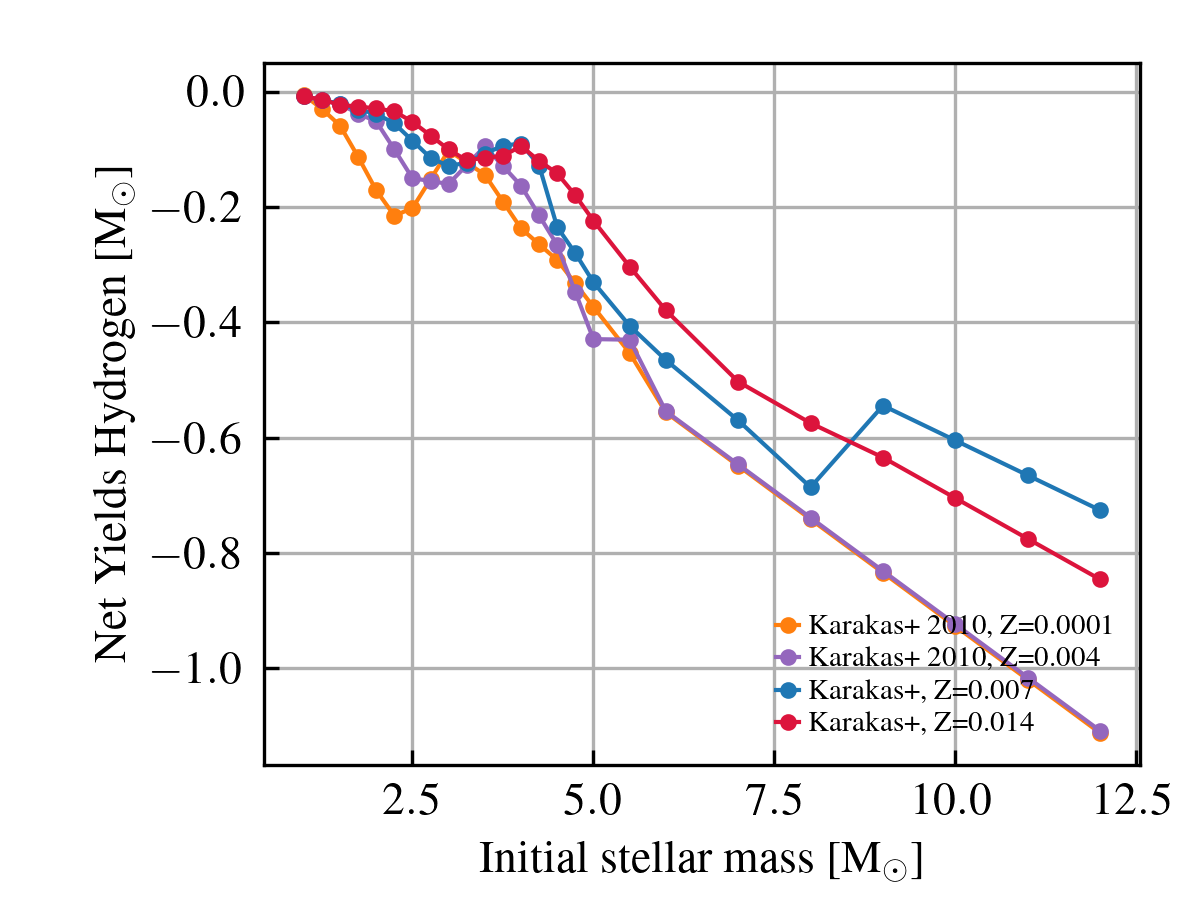 0.0
−0.2
−0.4
−0.6
−0.8
−1.0
Net Yields Hydrogen [M☉]
Karakas+ 2010, Z=0.0001
Karakas+ 2010, Z=0.004
Karakas+, Z=0.007
Karakas+, Z=0.014
2.5 5.0 7.5 10.0 12.5
Initial stellar mass [M☉]